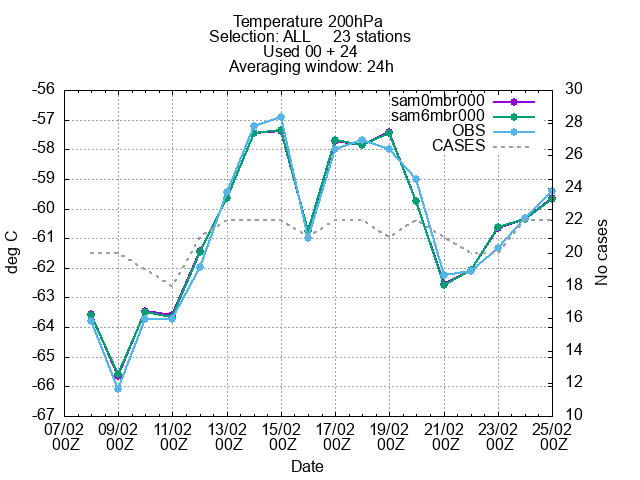 Temperature 200hPa
Selection: ALL 23 stations
Used 00 + 24
Averaging window: 24h
sam0mbr000
sam6mbr000
OBS
CASES
-56
-57
-58
-59
-60
-61
-62
-63
-64
-65
-66
-67
deg C
30
28
26
24
22
20
18
16
14
12
10
No cases
07/02 09/02 11/02 13/02 15/02 17/02 19/02 21/02 23/02 25/02
00Z 00Z 00Z 00Z 00Z 00Z 00Z 00Z 00Z 00Z
Date